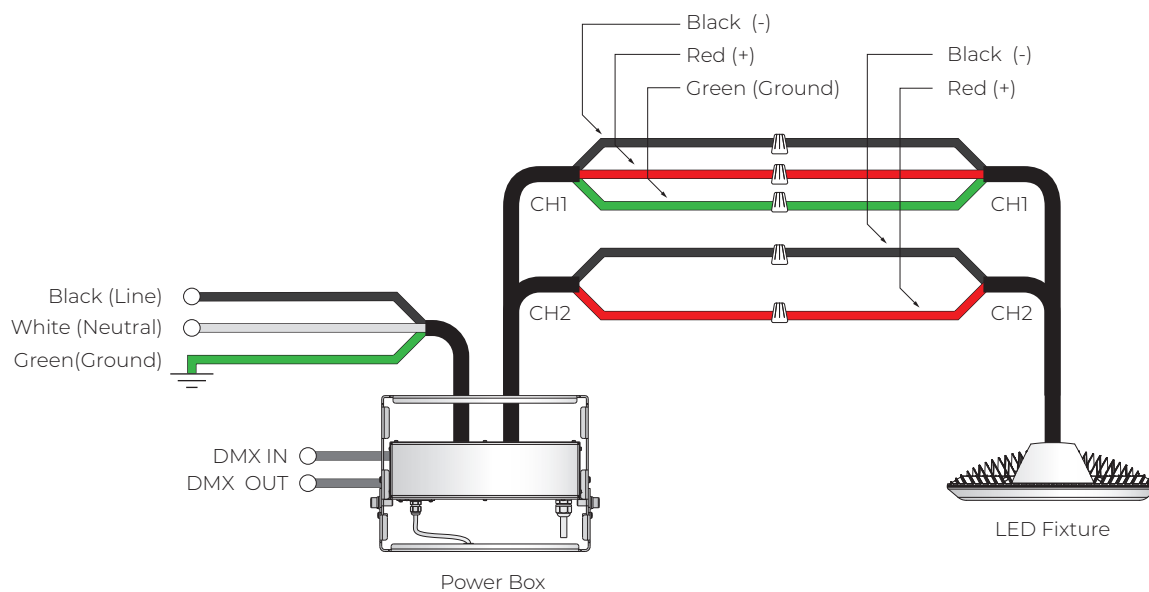 Black (-)
Red (+)
Green (Ground)
Black (-)
Red (+)
CH1
CH1
CH2
CH2
Black (Line)
White (Neutral)
Green(Ground)
DMX IN
DMX OUT
LED Fixture
Power Box